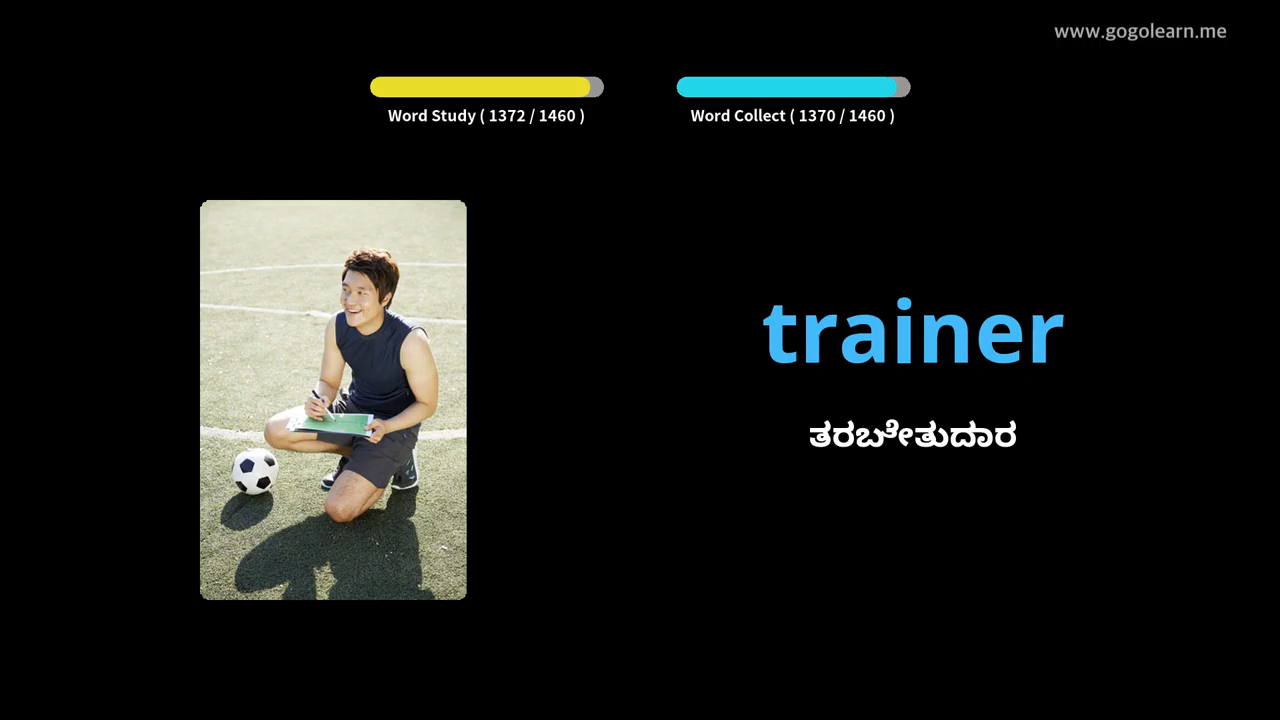 www.gogolearn.me
Word Study ( 1372 / 1460 )
Word Collect ( 1370 / 1460 )
trainer
ತರಬೇತುದಾರ